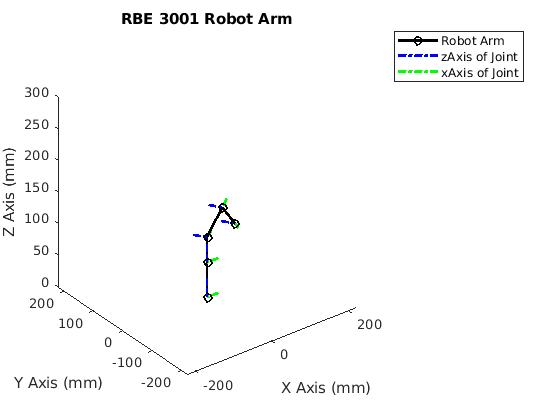 RBE 3001 Robot Arm
Robot Arm
zAxis of Joint
xAxis of Joint
300
250
200
150
100
50
0
Z Axis (mm)
200
100
0
-100
-200
Y Axis (mm)
-200
0
200
X Axis (mm)